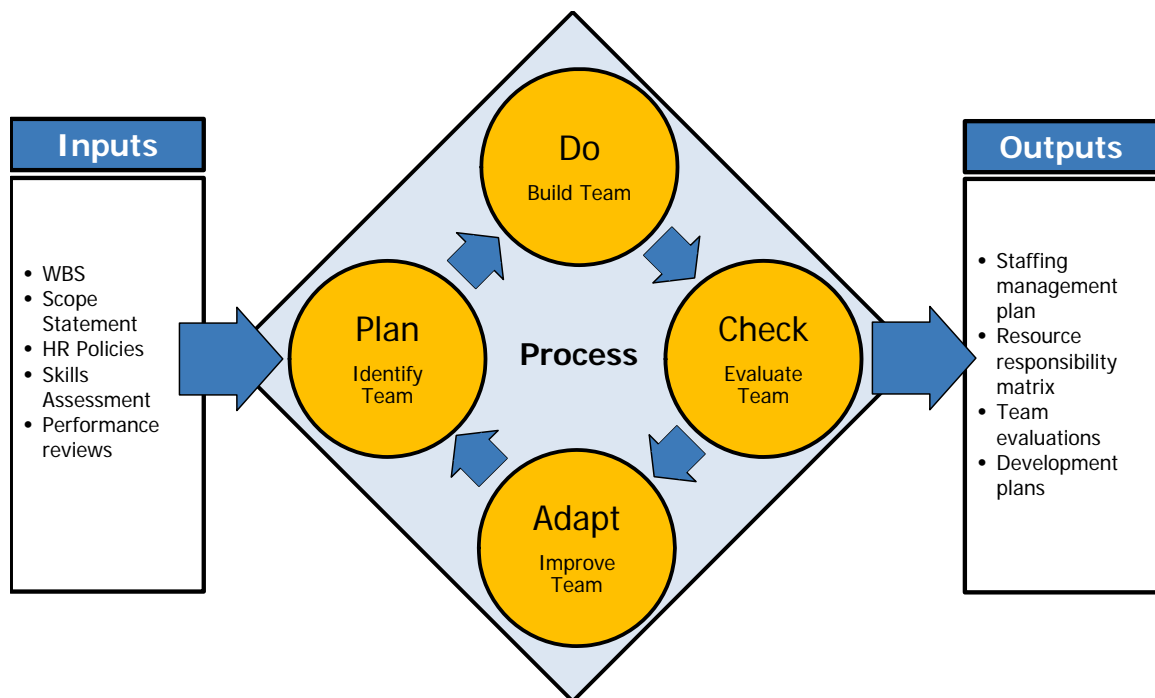 Inputs
• WBS
• Scope
Statement
• HR Policies
• Skills
Assessment
• Performance
reviews
Do
Build Team
Plan
Identify
Team
Process
Check
Evaluate
Team
Adapt
Improve
Team
Outputs
• Staffing
management
plan
• Resource
responsibility
matrix
• Team
evaluations
• Development
plans